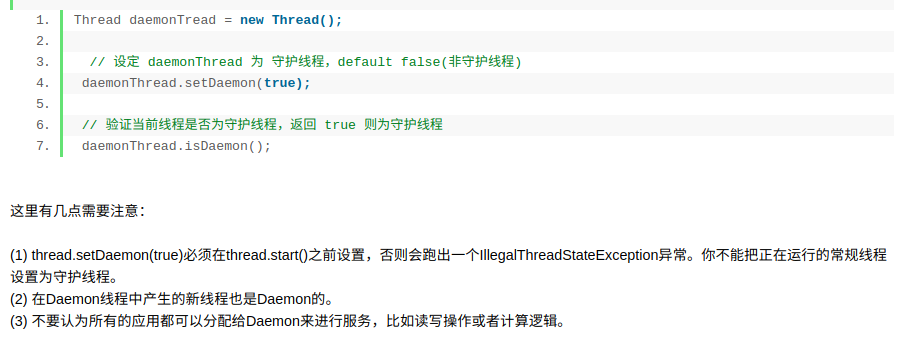 1. Thread daemonTread = new Thread();
2.
3. // 设定 daemonThread 为 守护线程，default false(非守护线程)
4. daemonThread.setDaemon(true);
5.
6. // 验证当前线程是否为守护线程，返回 true 则为守护线程
7. daemonThread.isDaemon();
这里有几点需要注意：
(1) thread.setDaemon(true)必须在thread.start()之前设置，否则会跑出一个IllegalThreadStateException异常。你不能把正在运行的常规线程
设置为守护线程。
(2) 在Daemon线程中产生的新线程也是Daemon的。
(3) 不要认为所有的应用都可以分配给Daemon来进行服务，比如读写操作或者计算逻辑。